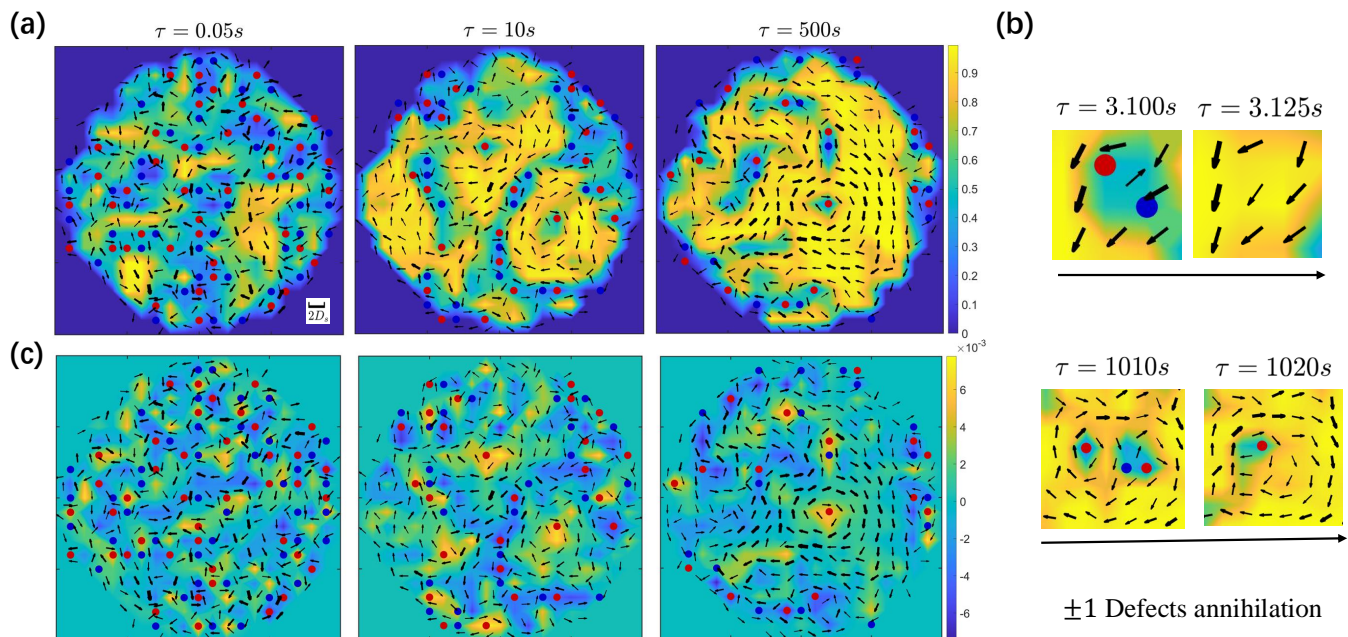 (a)
τ = 0.05s
τ = 10s
τ = 500s
(b)
0.9
0.8
0.7
0.6
0.5
0.4
0.3
0.2
0.1
0
2Dₛ
τ = 3.100s
τ = 3.125s
(c)
×10⁻³
6
4
2
0
-2
-4
-6
τ = 1010s
τ = 1020s
±1 Defects annihilation